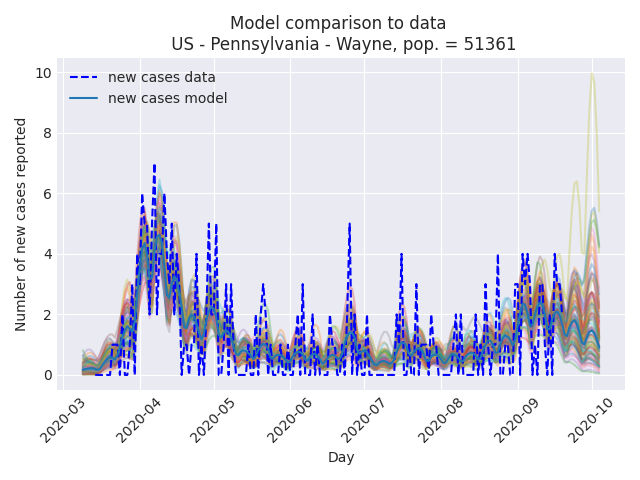 Model comparison to data
US - Pennsylvania - Wayne, pop. = 51361
new cases data
new cases model
Number of new cases reported
10
8
6
4
2
0
2020-03
2020-04
2020-05
2020-06
2020-07
2020-08
2020-09
2020-10
Day